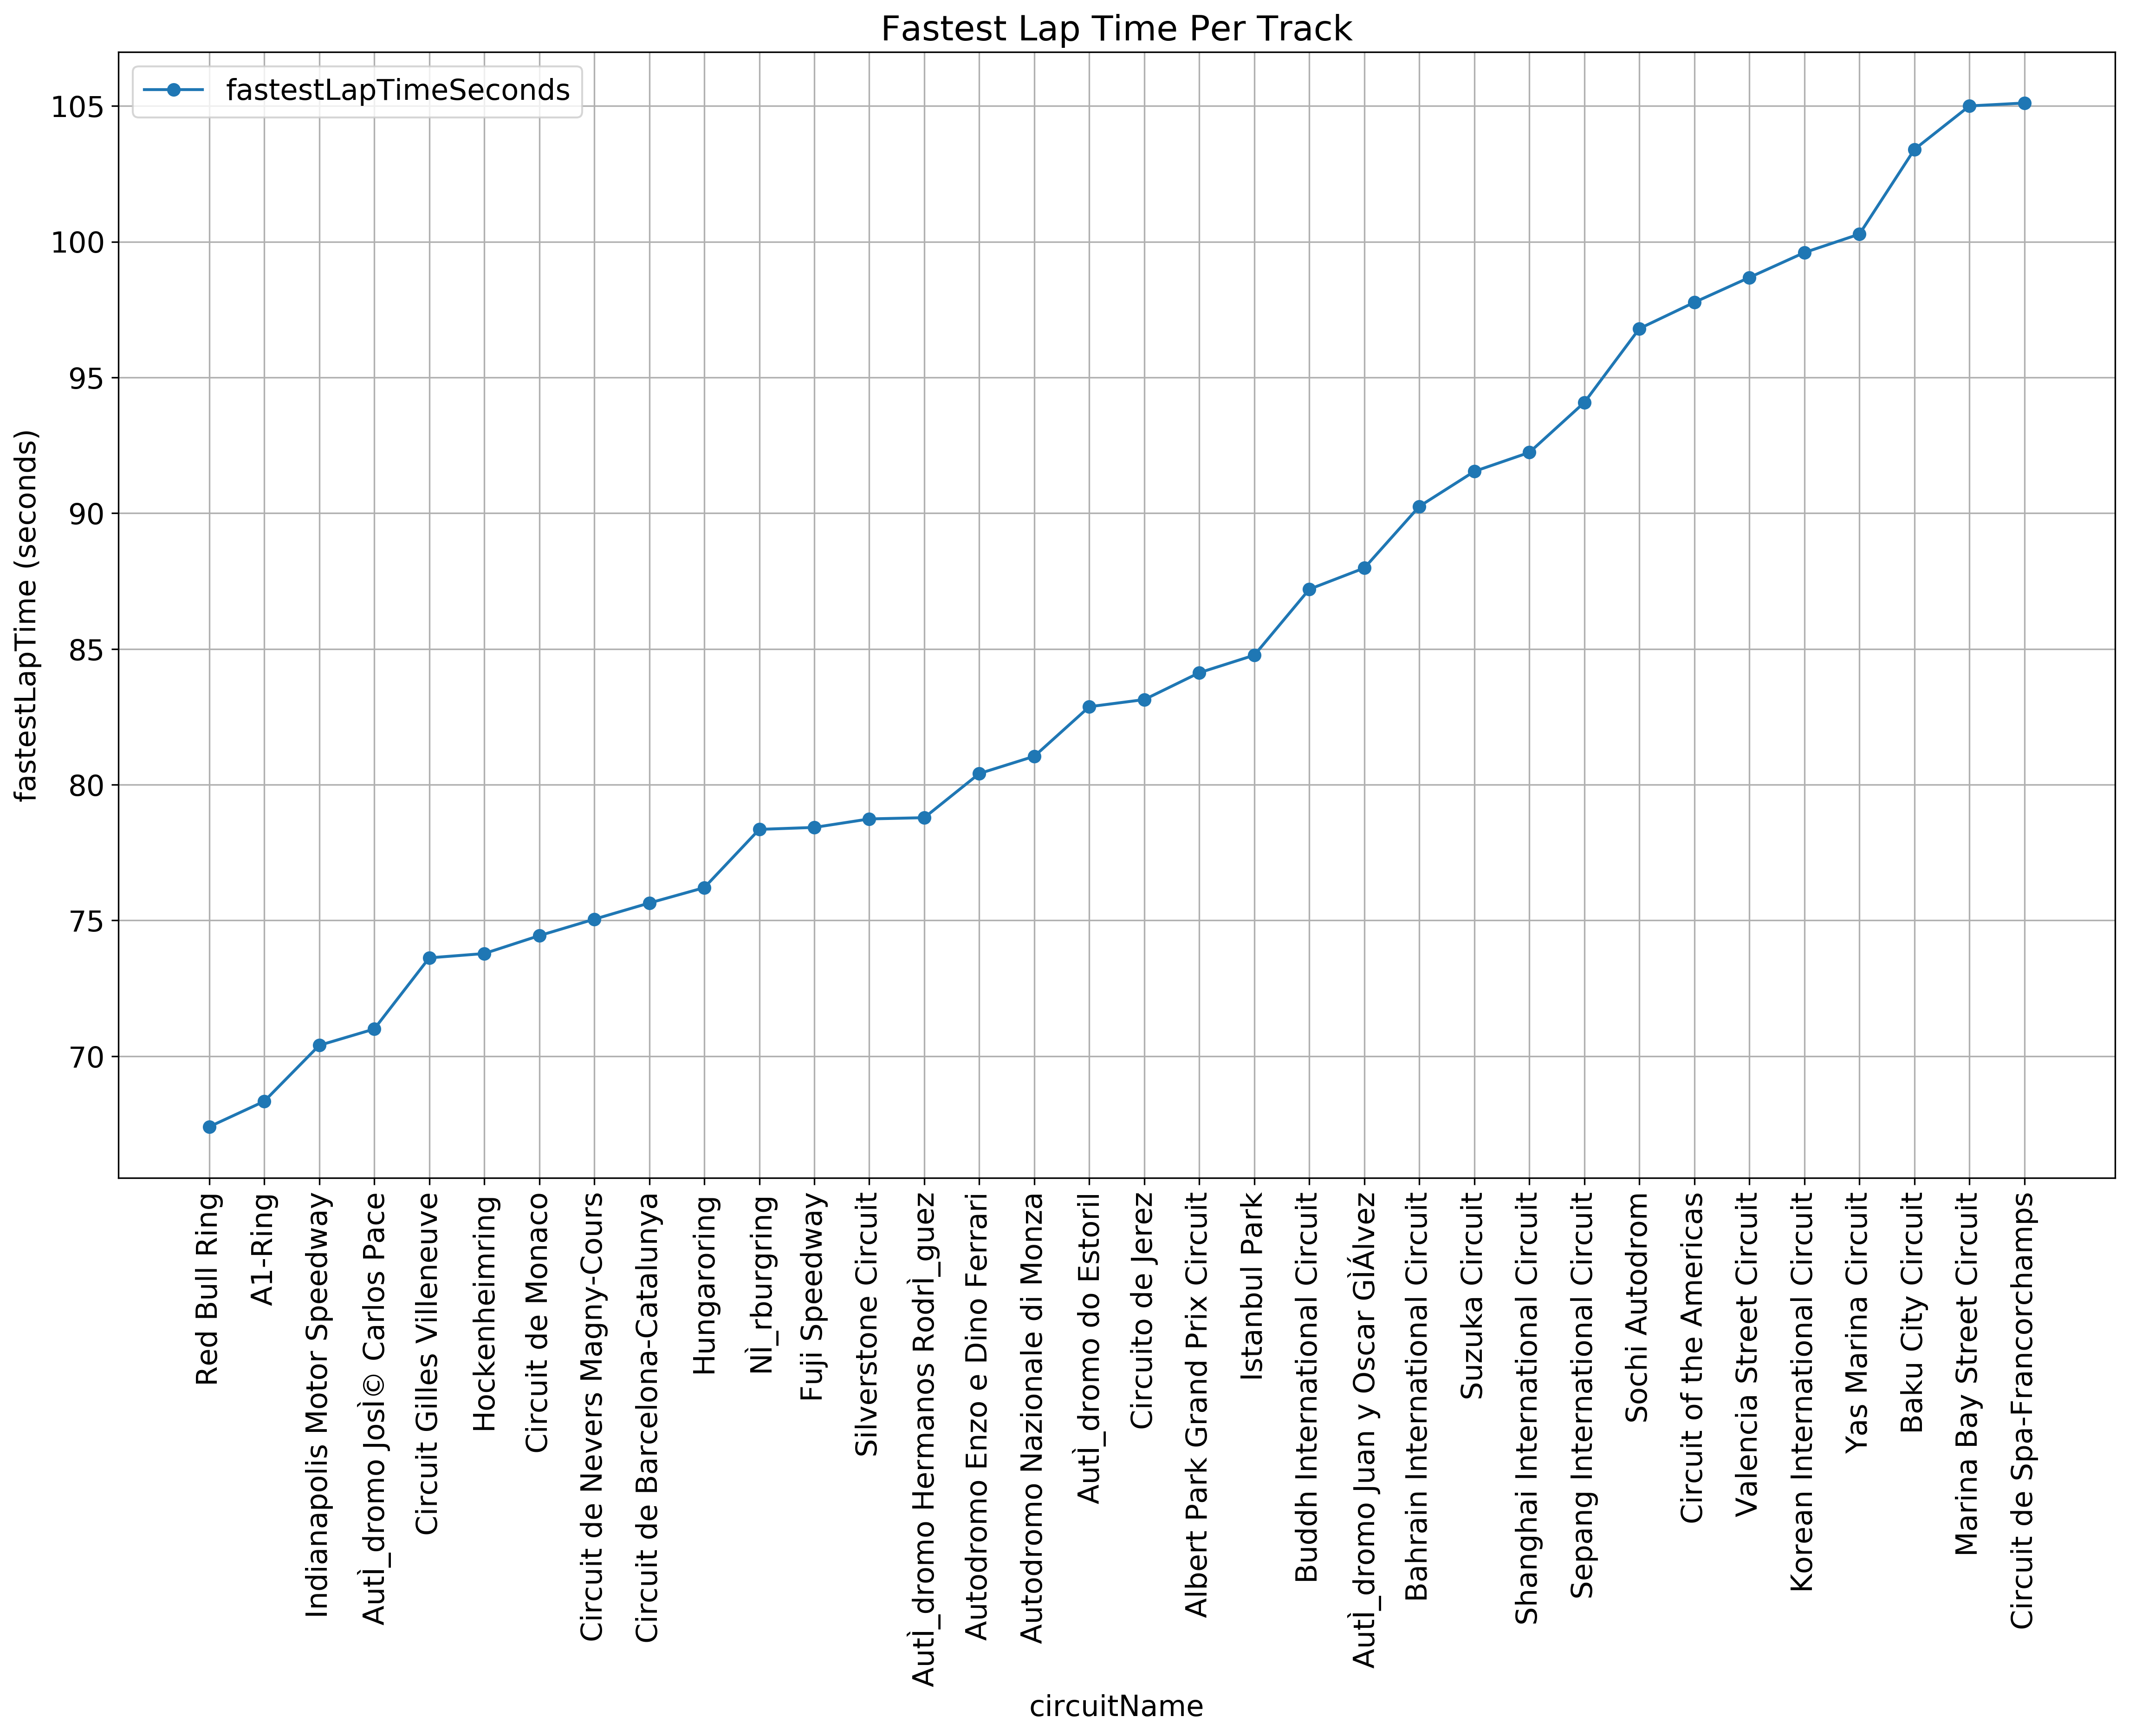 Fastest Lap Time Per Track
fastestLapTimeSeconds
105
100
95
90
85
80
75
70
fastestLapTime (seconds)
Red Bull Ring
A1-Ring
Indianapolis Motor Speedway
AutÌ_dromo JosÌ© Carlos Pace
Circuit Gilles Villeneuve
Hockenheimring
Circuit de Monaco
Circuit de Nevers Magny-Cours
Circuit de Barcelona-Catalunya
Hungaroring
NÌ_rburgring
Fuji Speedway
Silverstone Circuit
AutÌ_dromo Hermanos RodrÌ_guez
Autodromo Enzo e Dino Ferrari
Autodromo Nazionale di Monza
AutÌ_dromo do Estoril
Circuito de Jerez
Albert Park Grand Prix Circuit
Istanbul Park
Buddh International Circuit
AutÌ_dromo Juan y Oscar GÌÁlvez
Bahrain International Circuit
Suzuka Circuit
Shanghai International Circuit
Sepang International Circuit
Sochi Autodrom
Circuit of the Americas
Valencia Street Circuit
Korean International Circuit
Yas Marina Circuit
Baku City Circuit
Marina Bay Street Circuit
Circuit de Spa-Francorchamps
circuitName